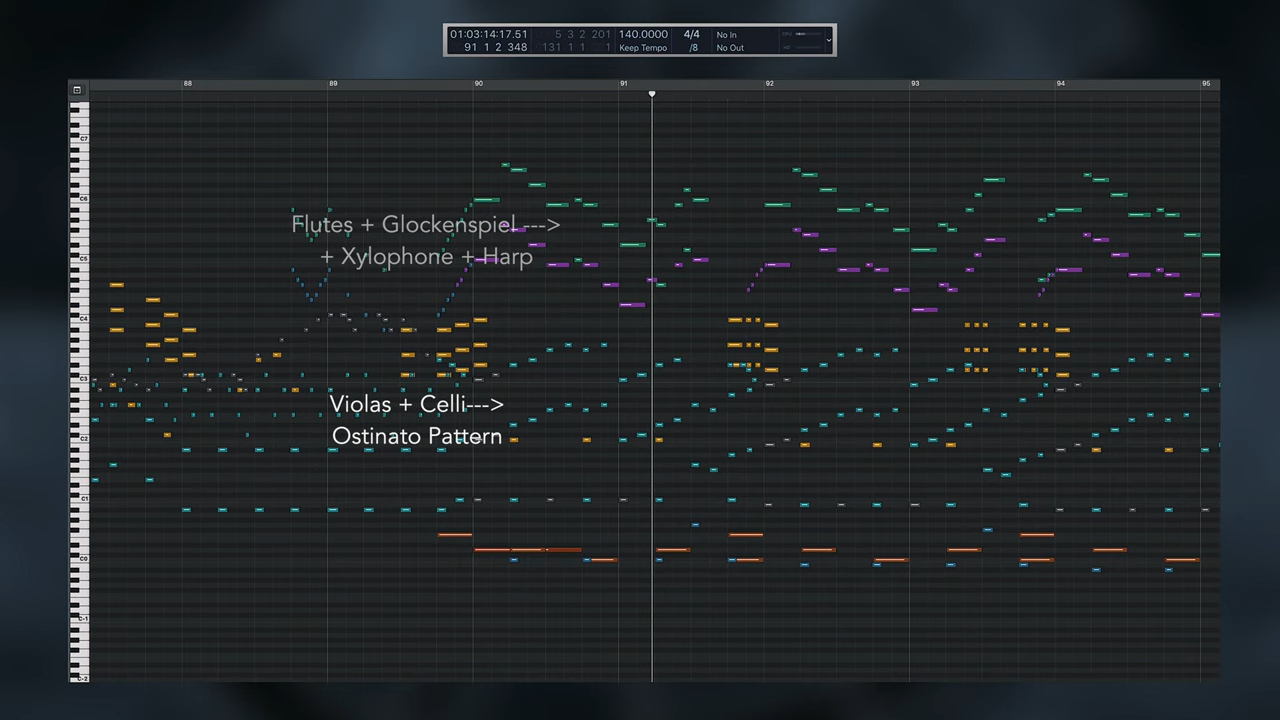 01:03:14:17.51 5 3 2 201 140.0000 4/4 No In
91 1 2 348 131 1 1 1 Keep Tempo /8 No Out
88 89 90 91 92 93 94 95
C7
C6
Flutes + Glockenspiel--->
+ Xylophone + Harp
C5
C4
C3
Violas + Celli--->
Ostinato Pattern
C2
C1
C0
C-1
C-2